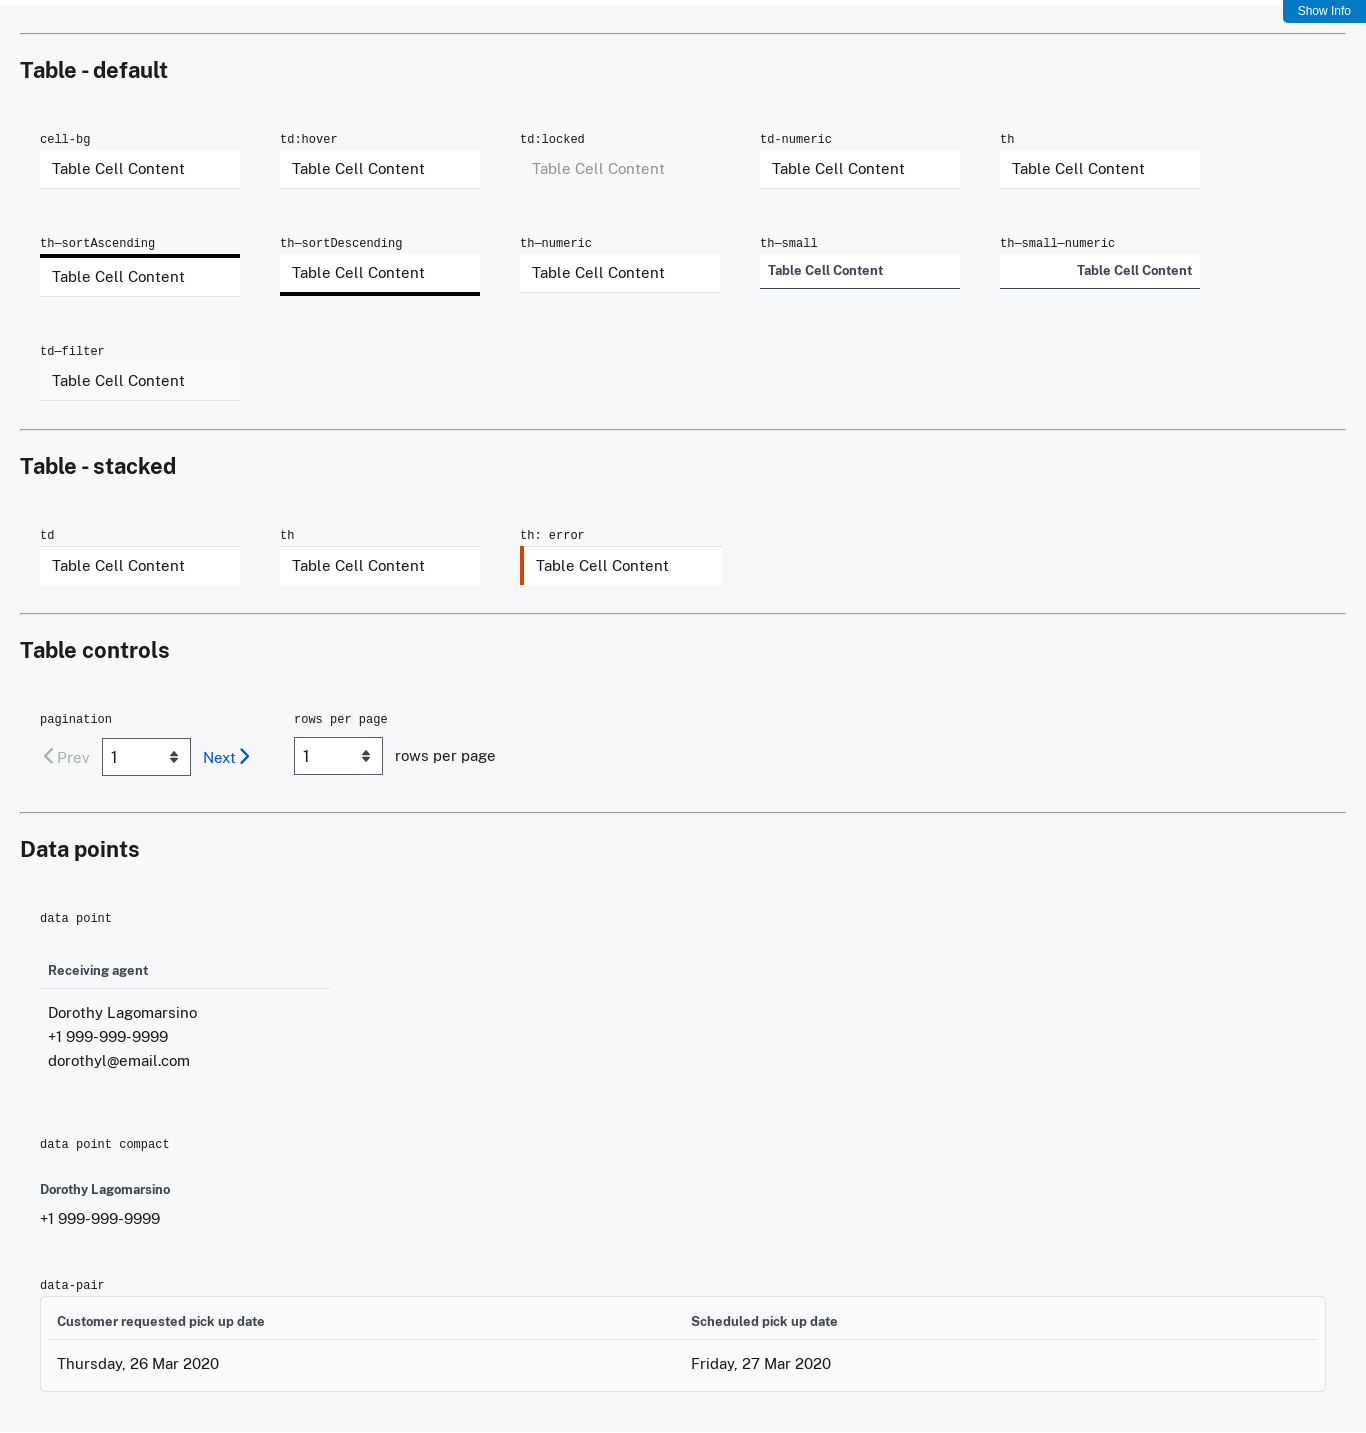 Show Info
Table - default
cell-bg
td:hover
td:locked
td-numeric
th
Table Cell Content
Table Cell Content
Table Cell Content
Table Cell Content
Table Cell Content
th—sortAscending
th—sortDescending
th—numeric
th—small
th—small—numeric
Table Cell Content
Table Cell Content
Table Cell Content
Table Cell Content
Table Cell Content
td—filter
Table Cell Content
Table - stacked
td
th
th: error
Table Cell Content
Table Cell Content
Table Cell Content
Table controls
pagination
rows per page
Prev
1
Next
1
rows per page
Data points
data point
Receiving agent
Dorothy Lagomarsino
+1 999-999-9999
dorothyl@email.com
data point compact
Dorothy Lagomarsino
+1 999-999-9999
data-pair
Customer requested pick up date
Scheduled pick up date
Thursday, 26 Mar 2020
Friday, 27 Mar 2020